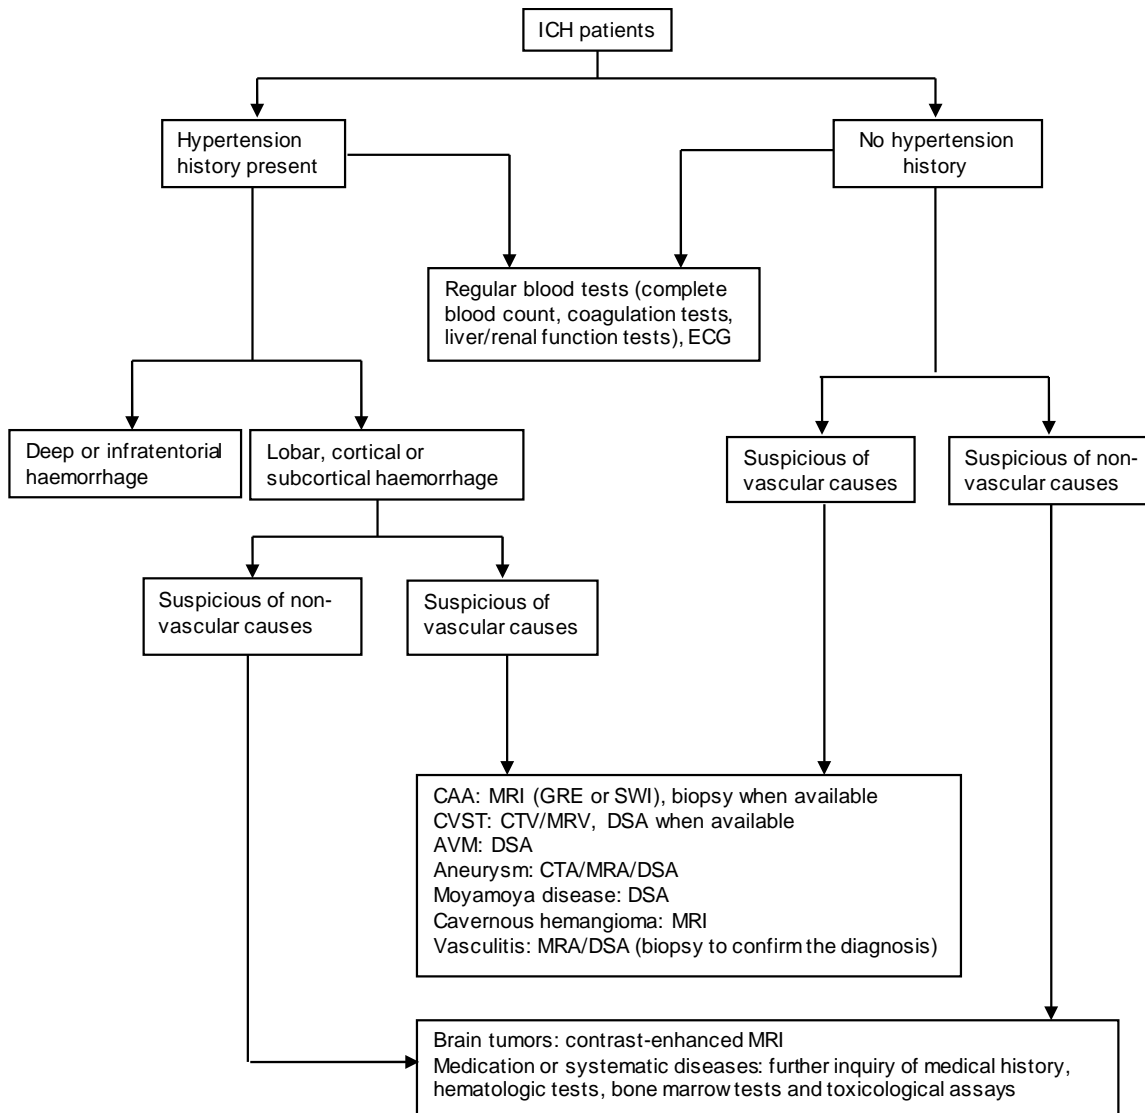 ICH patients
Hypertension
history present
No hypertension
history
Regular blood tests (complete
blood count, coagulation tests,
liver/renal function tests), ECG
Deep or infratentorial
haemorrhage
Lobar, cortical or
subcortical haemorrhage
Suspicious of
vascular causes
Suspicious of non-
vascular causes
Suspicious of non-
vascular causes
Suspicious of
vascular causes
CAA: MRI (GRE or SWI), biopsy when available
CVST: CTV/MRV, DSA when available
AVM: DSA
Aneurysm: CTA/MRA/DSA
Moyamoya disease: DSA
Cavernous hemangioma: MRI
Vasculitis: MRA/DSA (biopsy to confirm the diagnosis)
Brain tumors: contrast-enhanced MRI
Medication or systematic diseases: further inquiry of medical history,
hematologic tests, bone marrow tests and toxicological assays